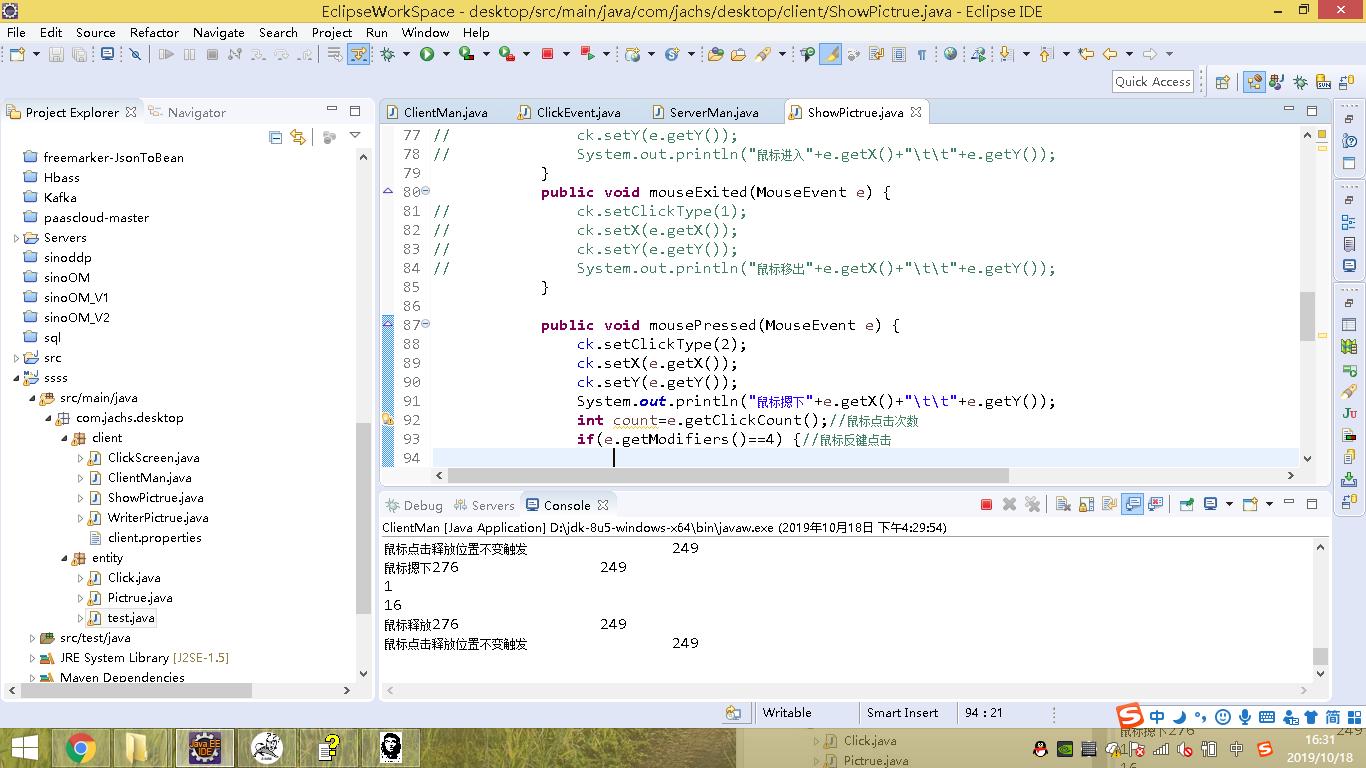 EclipseWorkSpace - desktop/src/main/java/com/jachs/desktop/client/ShowPictrue.java - Eclipse IDE
File Edit Source Refactor Navigate Search Project Run Window Help
Quick Access
Project Explorer Navigator
freemarker-JsonToBean
Hbass
Kafka
paascloud-master
Servers
sinoddp
sinoOM
sinoOM_V1
sinoOM_V2
sql
src
ssss
src/main/java
com.jachs.desktop
client
ClickScreen.java
ClientMan.java
ShowPictrue.java
WriterPictrue.java
client.properties
entity
Click.java
Pictrue.java
test.java
src/test/java
JRE System Library [J2SE-1.5]
Maven Dependencies
ClientMan.java ClickEvent.java ServerMan.java ShowPictrue.java
77 // ck.setY(e.getY());
78 // System.out.println("鼠标进入"+e.getX()+"\t\t"+e.getY());
79 }
80 public void mouseExited(MouseEvent e) {
81 // ck.setClickType(1);
82 // ck.setX(e.getX());
83 // ck.setY(e.getY());
84 // System.out.println("鼠标移出"+e.getX()+"\t\t"+e.getY());
85 }
86
87 public void mousePressed(MouseEvent e) {
88 ck.setClickType(2);
89 ck.setX(e.getX());
90 ck.setY(e.getY());
91 System.out.println("鼠标摁下"+e.getX()+"\t\t"+e.getY());
92 int count=e.getClickCount();//鼠标点击次数
93 if(e.getModifiers()==4) {//鼠标反键点击
94
Debug Servers Console
ClientMan [Java Application] D:\jdk-8u5-windows-x64\bin\javaw.exe (2019年10月18日 下午4:29:54)
鼠标点击释放位置不变触发 249
鼠标摁下276 249
1
16
鼠标释放276 249
鼠标点击释放位置不变触发 249
Writable Smart Insert 94 : 21
中 简
Click.java
Pictrue.java
鼠标摁下276 249
16
中
16:31
2019/10/18